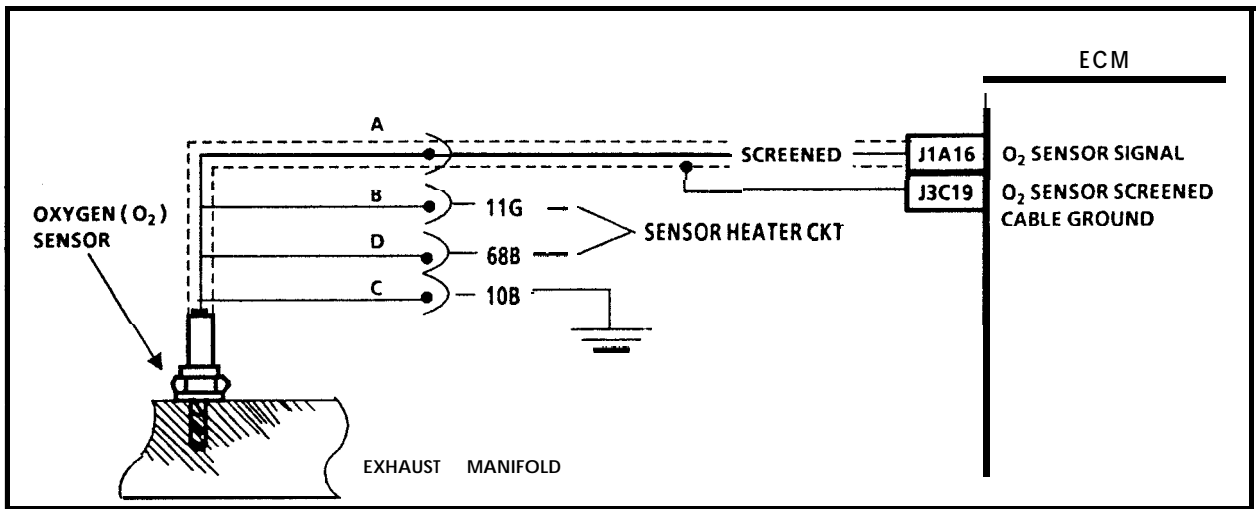 ECM
A
SCREENED
J1A16
O₂ SENSOR SIGNAL
J3C19
O₂ SENSOR SCREENED
CABLE GROUND
B
11G
OXYGEN (O₂)
SENSOR
SENSOR HEATER CKT
D
68B
C
10B
EXHAUST MANIFOLD